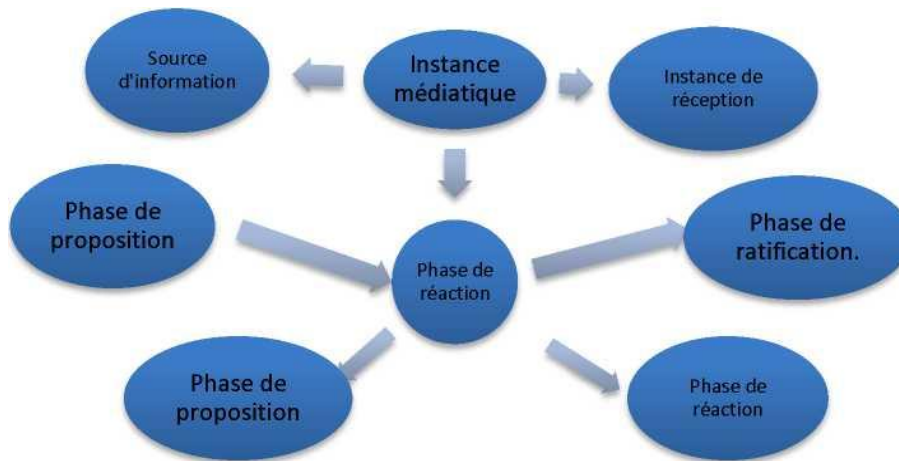 Source
d'information
Instance
médiatique
Instance de
réception
Phase de
proposition
Phase de
réaction
Phase de
ratification.
Phase de
proposition
Phase de
réaction